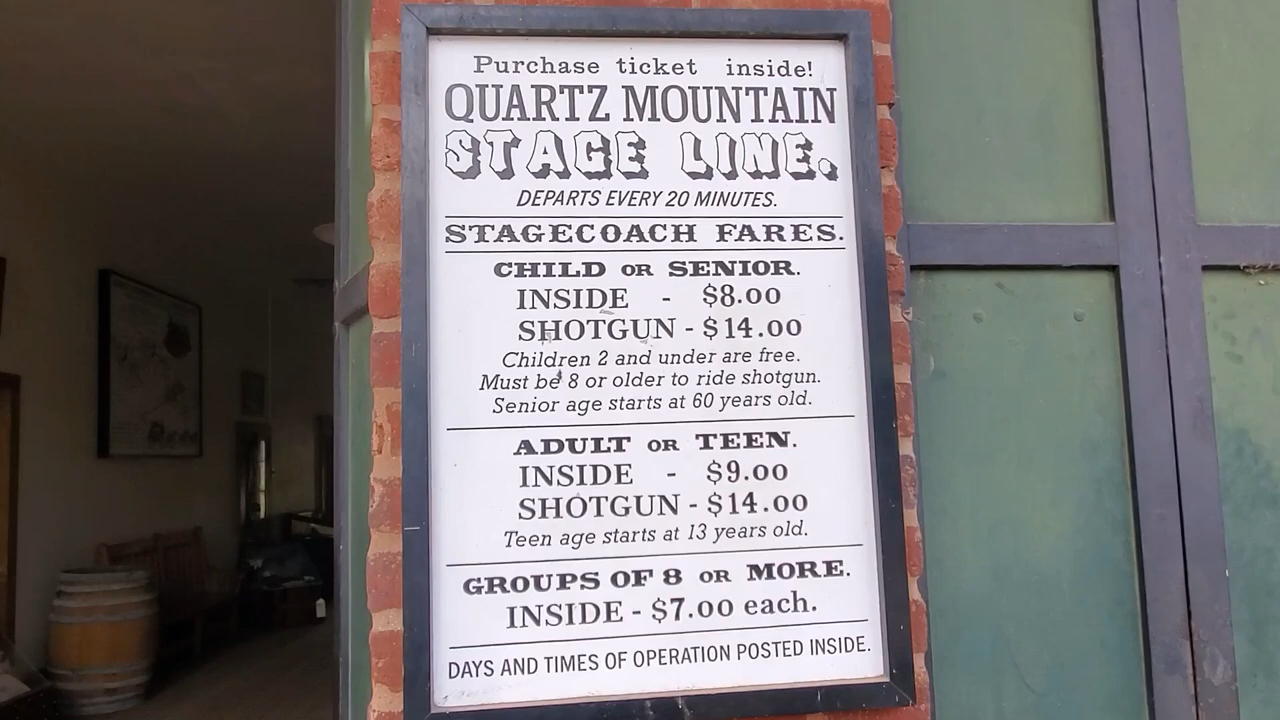 Purchase ticket inside!
QUARTZ MOUNTAIN
STAGE LINE.
DEPARTS EVERY 20 MINUTES.
STAGECOACH FARES.
CHILD OR SENIOR.
INSIDE - $8.00
SHOTGUN - $14.00
Children 2 and under are free.
Must be 8 or older to ride shotgun.
Senior age starts at 60 years old.
ADULT OR TEEN.
INSIDE - $9.00
SHOTGUN - $14.00
Teen age starts at 13 years old.
GROUPS OF 8 OR MORE.
INSIDE - $7.00 each.
DAYS AND TIMES OF OPERATION POSTED INSIDE.